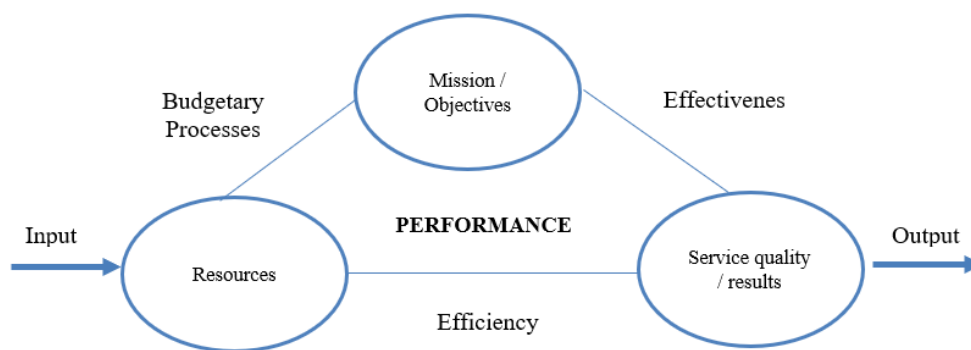 Mission /
Objectives
Budgetary
Processes
Effectivenes
PERFORMANCE
Input
Resources
Service quality
/ results
Output
Efficiency